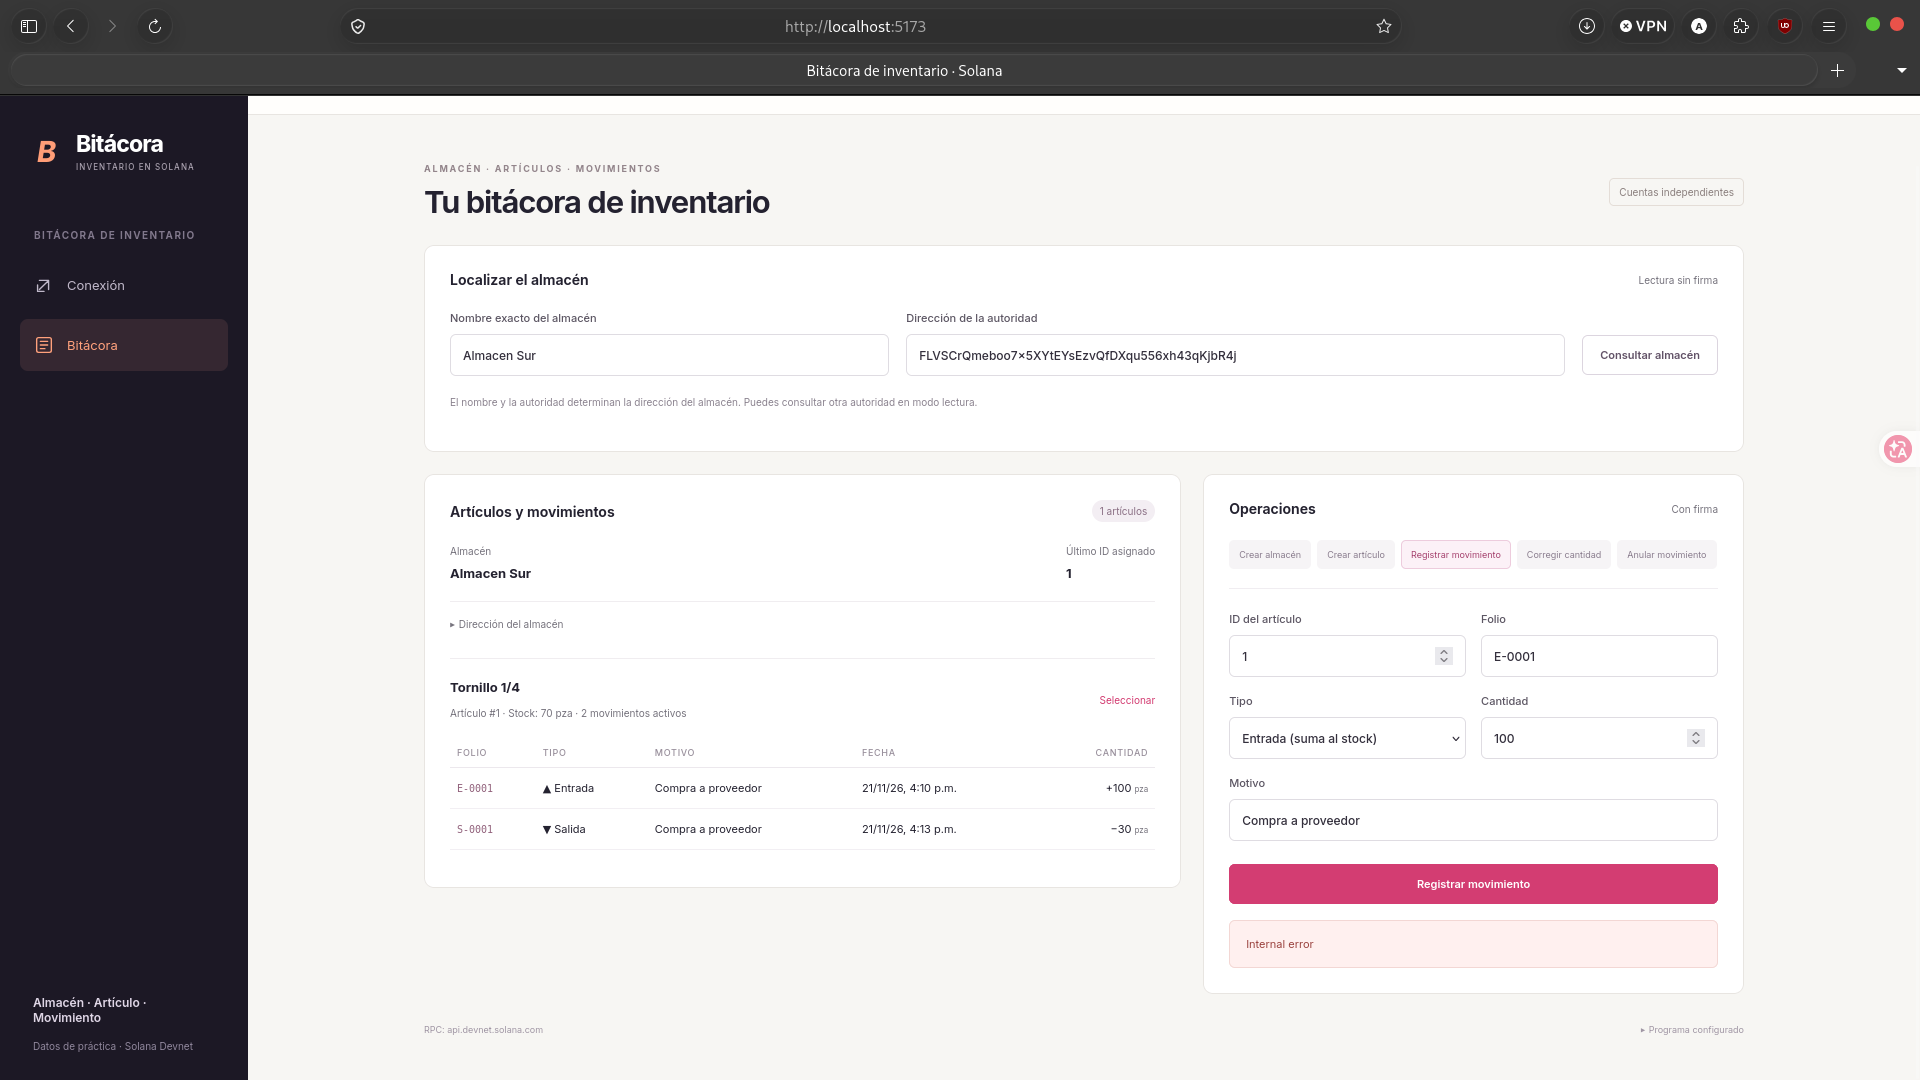 http://localhost:5173
VPN
Bitácora de inventario · Solana
B
Bitácora
INVENTARIO EN SOLANA
BITÁCORA DE INVENTARIO
Conexión
Bitácora
Almacén · Artículo ·
Movimiento
Datos de práctica · Solana Devnet
ALMACÉN · ARTÍCULOS · MOVIMIENTOS
Tu bitácora de inventario
Cuentas independientes
Localizar el almacén
Lectura sin firma
Nombre exacto del almacén
Dirección de la autoridad
Almacen Sur
FLVSCrQmeboo7×5XYtEYsEzvQfDXqu556xh43qKjbR4j
Consultar almacén
El nombre y la autoridad determinan la dirección del almacén. Puedes consultar otra autoridad en modo lectura.
Artículos y movimientos
1 artículos
Almacén
Último ID asignado
Almacen Sur
1
▸ Dirección del almacén
Tornillo 1/4
Artículo #1 · Stock: 70 pza · 2 movimientos activos
Seleccionar
FOLIO TIPO MOTIVO FECHA CANTIDAD
E-0001 ▲ Entrada Compra a proveedor 21/11/26, 4:10 p.m. +100 pza
S-0001 ▼ Salida Compra a proveedor 21/11/26, 4:13 p.m. −30 pza
Operaciones
Con firma
Crear almacén Crear artículo Registrar movimiento Corregir cantidad Anular movimiento
ID del artículo
Folio
1
E-0001
Tipo
Cantidad
Entrada (suma al stock)
100
Motivo
Compra a proveedor
Registrar movimiento
Internal error
RPC: api.devnet.solana.com
▸ Programa configurado